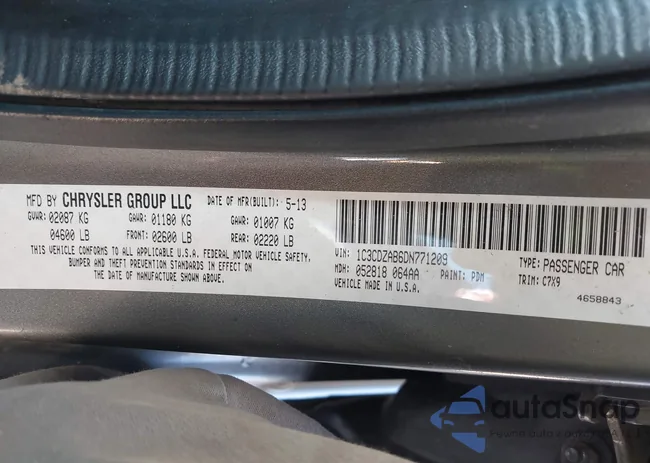 MFD BY CHRYSLER GROUP LLC DATE OF MFR(BUILT): 5-13
GVWR: 02087 KG GAWR: 01180 KG GAWR: 01007 KG
04600 LB FRONT: 02600 LB REAR: 02220 LB
THIS VEHICLE CONFORMS TO ALL APPLICABLE U.S.A. FEDERAL MOTOR VEHICLE SAFETY,
BUMPER, AND THEFT PREVENTION STANDARDS IN EFFECT ON
THE DATE OF MANUFACTURE SHOWN ABOVE.
VIN: 1C3CDZAB6DN771209 TYPE: PASSENGER CAR
MDH: 052818 064AA PAINT: PDM TRIM: C7X9
VEHICLE MADE IN U.S.A. 4658843
autaSnap